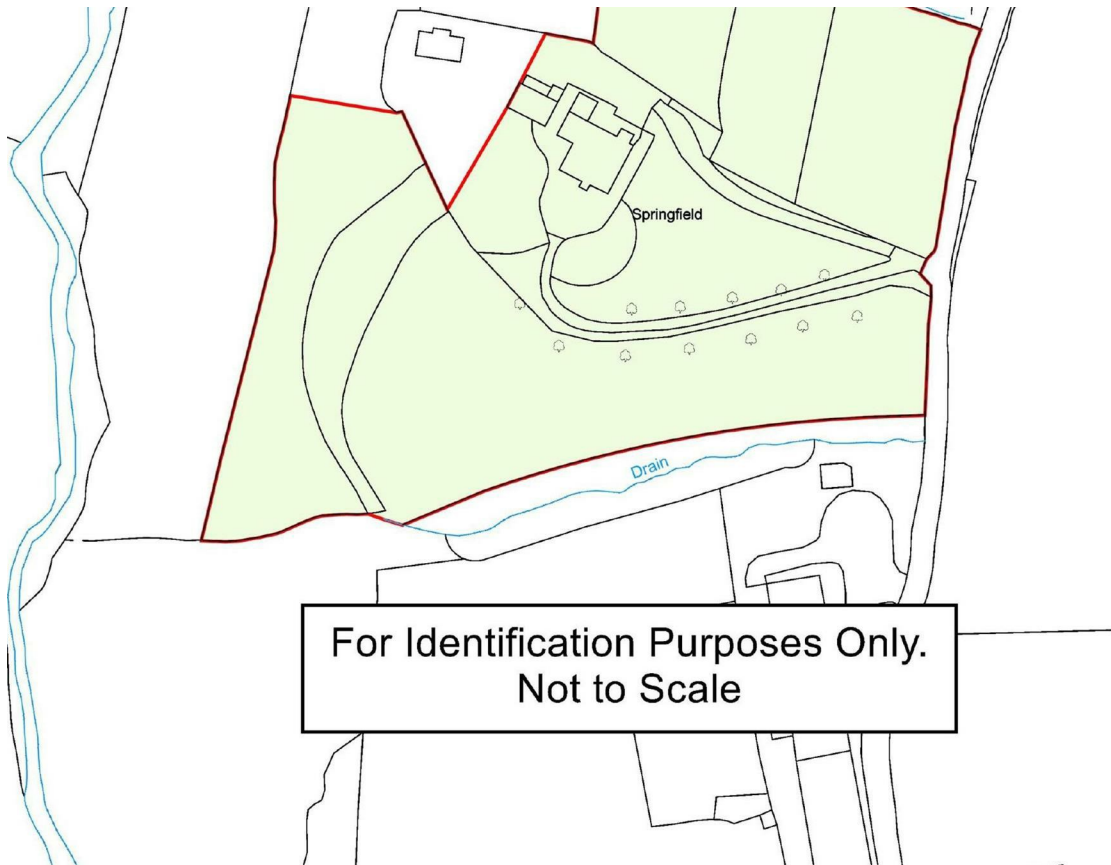 Springfield
Drain
For Identification Purposes Only.
Not to Scale